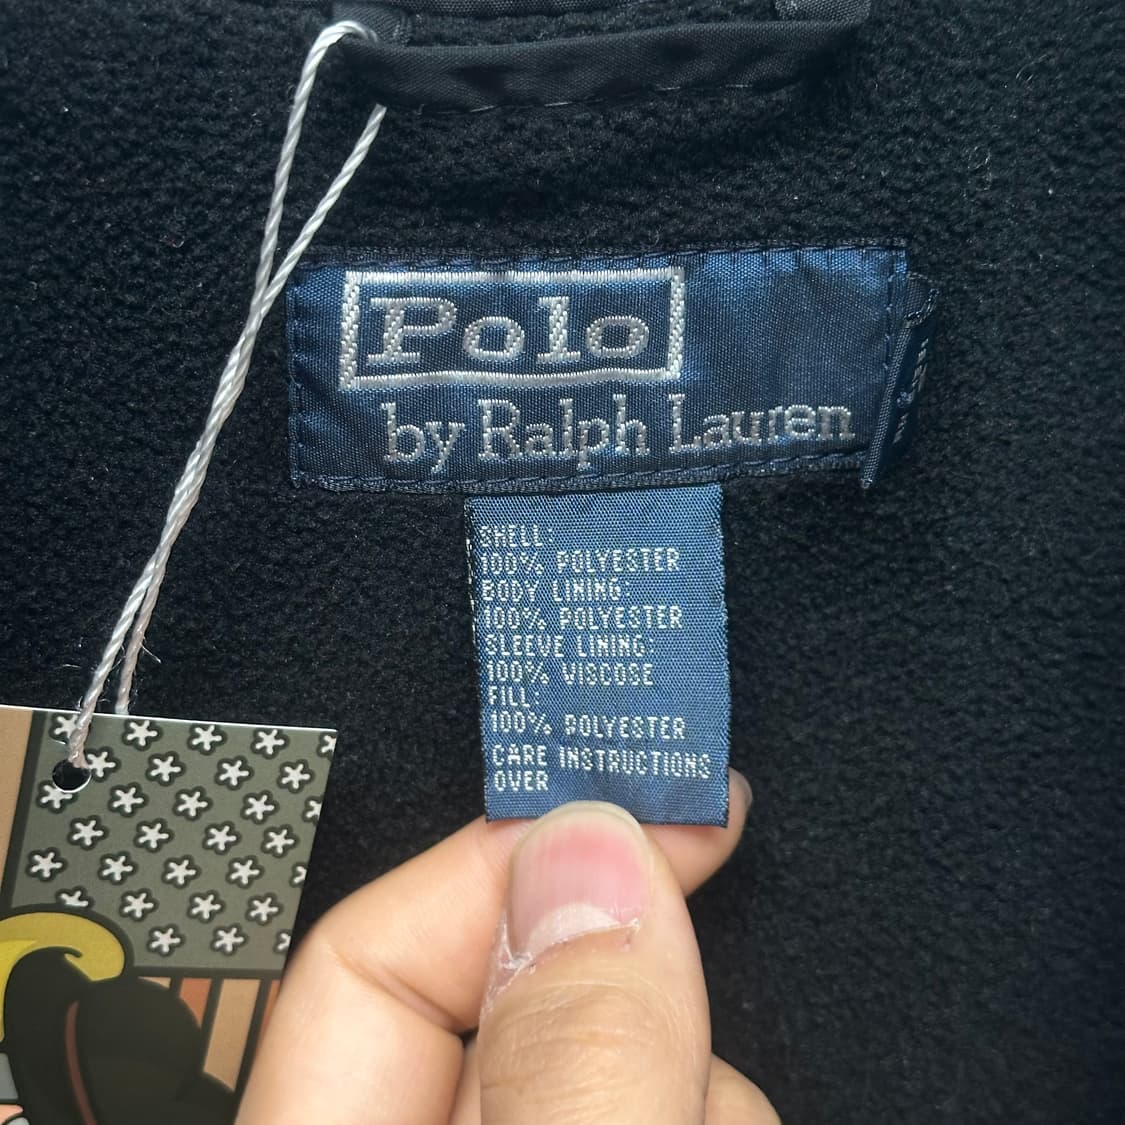 Polo
by Ralph Lauren
SHELL:
100% POLYESTER
BODY LINING:
100% POLYESTER
SLEEVE LINING:
100% VISCOSE
FILL:
100% POLYESTER
CARE INSTRUCTIONS
OVER